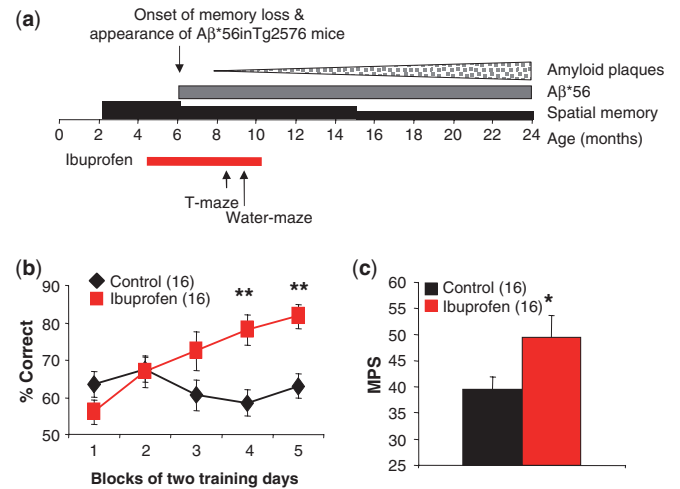 (a)
Onset of memory loss &
appearance of Aβ*56inTg2576 mice
Amyloid plaques
Aβ*56
Spatial memory
0 2 4 6 8 10 12 14 16 18 20 22 24
Age (months)
Ibuprofen
T-maze
Water-maze
(b)
Control (16)
Ibuprofen (16)
% Correct
90
80
70
60
50
** **
1 2 3 4 5
Blocks of two training days
(c)
Control (16)
Ibuprofen (16)
*
MPS
60
55
50
45
40
35
30
25